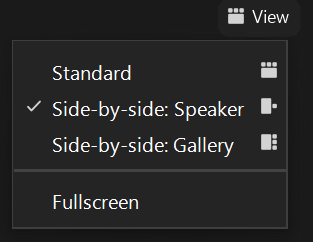 View
Standard
Side-by-side: Speaker
Side-by-side: Gallery
Fullscreen